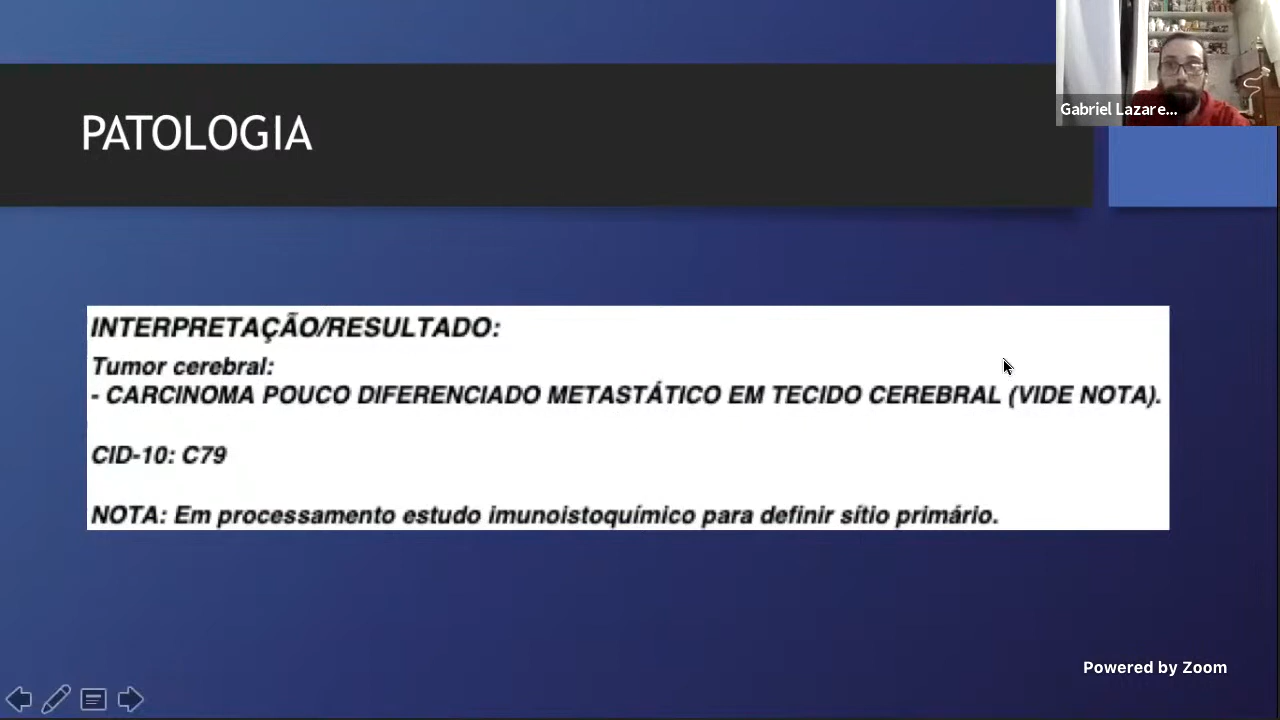 PATOLOGIA
Gabriel Lazare...
INTERPRETAÇÃO/RESULTADO:
Tumor cerebral:
- CARCINOMA POUCO DIFERENCIADO METASTÁTICO EM TECIDO CEREBRAL (VIDE NOTA).
CID-10: C79
NOTA: Em processamento estudo imunoistoquímico para definir sítio primário.
Powered by Zoom